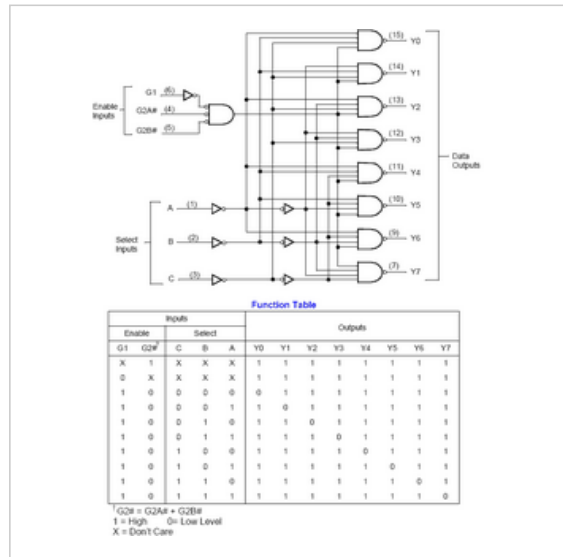 (15) Y0
(14) Y1
G1 (6)
Enable Inputs
G2A# (4)
(13) Y2
G2B# (5)
(12) Y3
Data Outputs
(11) Y4
A (1)
(10) Y5
Select Inputs
B (2)
(9) Y6
C (3)
(7) Y7
Function Table
Inputs Outputs
Enable Select
G1 G2#† C B A Y0 Y1 Y2 Y3 Y4 Y5 Y6 Y7
X 1 X X X 1 1 1 1 1 1 1 1
0 X X X X 1 1 1 1 1 1 1 1
1 0 0 0 0 0 1 1 1 1 1 1 1
1 0 0 0 1 1 0 1 1 1 1 1 1
1 0 0 1 0 1 1 0 1 1 1 1 1
1 0 0 1 1 1 1 1 0 1 1 1 1
1 0 1 0 0 1 1 1 1 0 1 1 1
1 0 1 0 1 1 1 1 1 1 0 1 1
1 0 1 1 0 1 1 1 1 1 1 0 1
1 0 1 1 1 1 1 1 1 1 1 1 0
†G2# = G2A# + G2B#
1 = High 0= Low Level
X = Don't Care